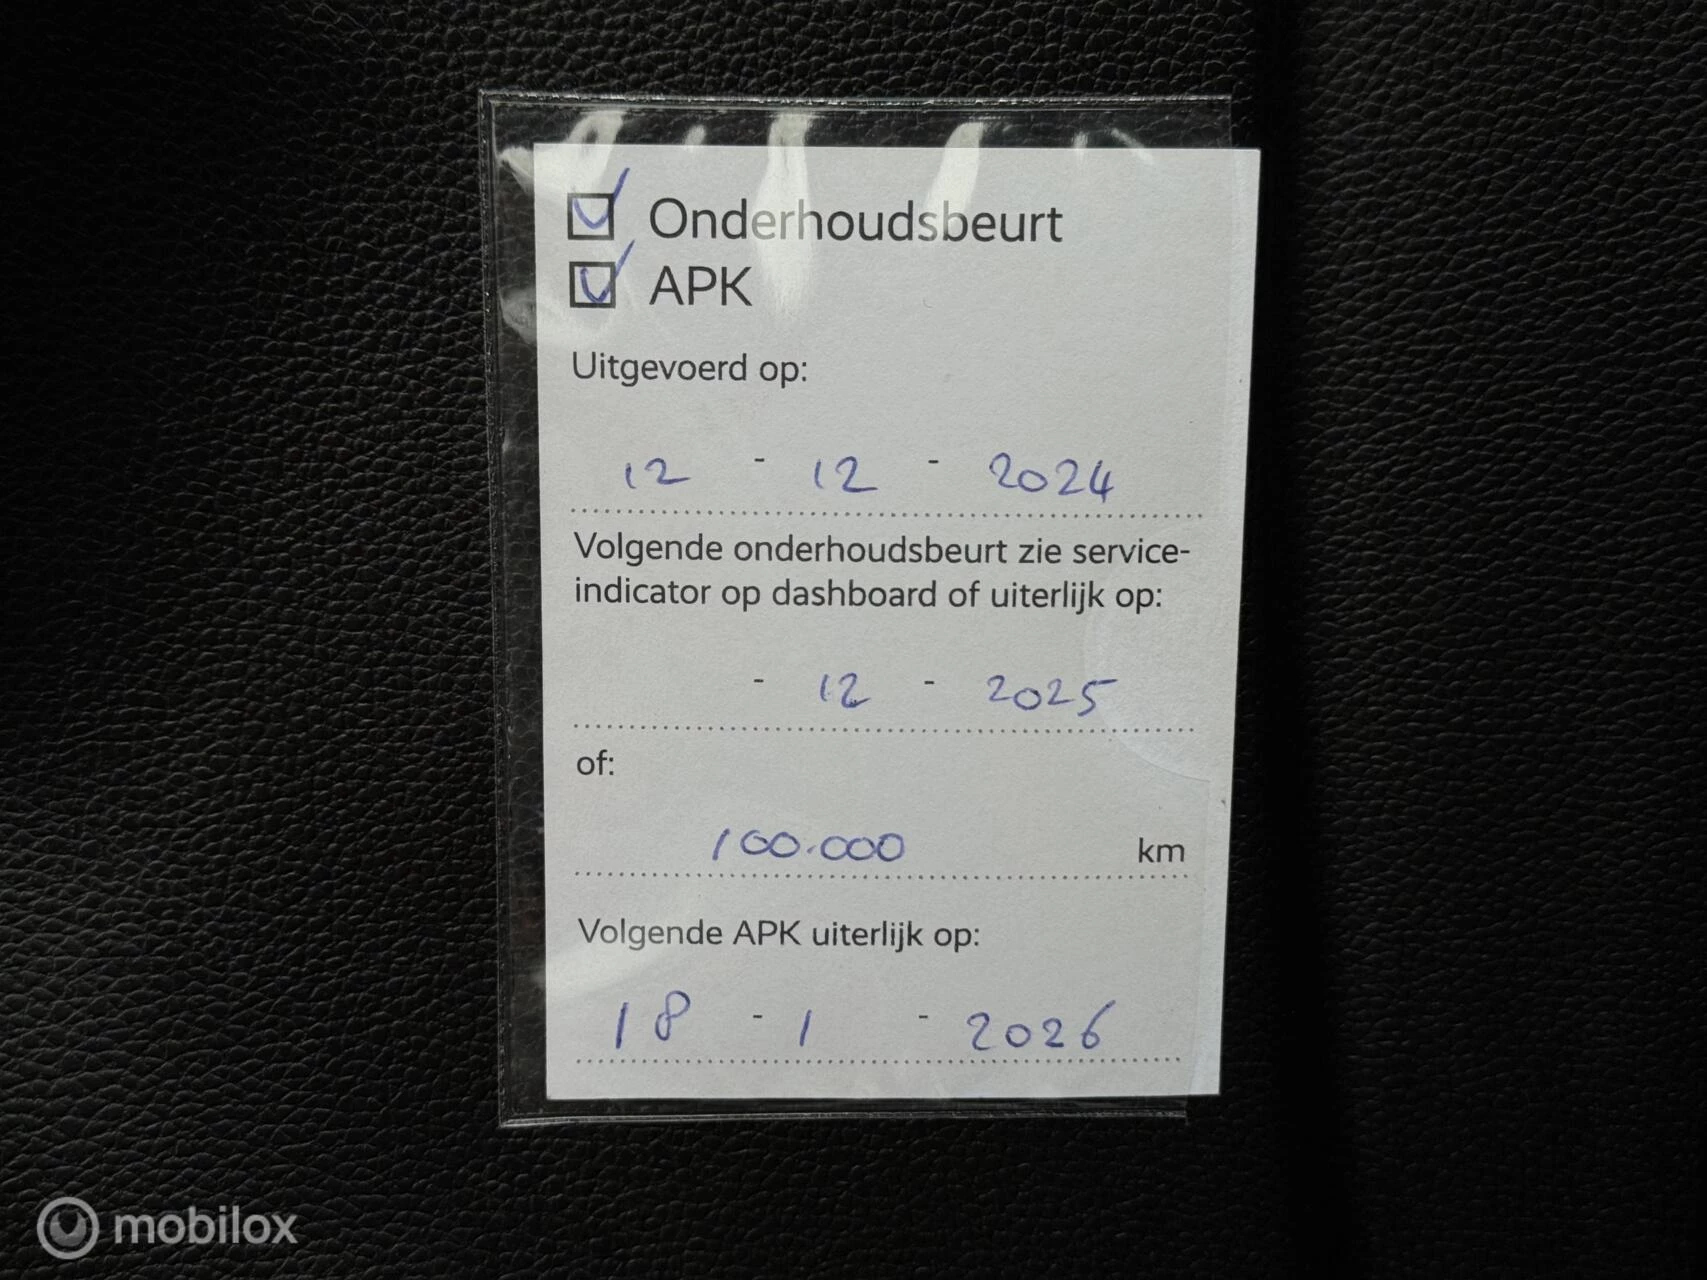 Onderhoudsbeurt
APK
Uitgevoerd op:
12 - 12 - 2024
Volgende onderhoudsbeurt zie service-
indicator op dashboard of uiterlijk op:
- 12 - 2025
of:
100.000 km
Volgende APK uiterlijk op:
18 - 1 - 2026
mobilox